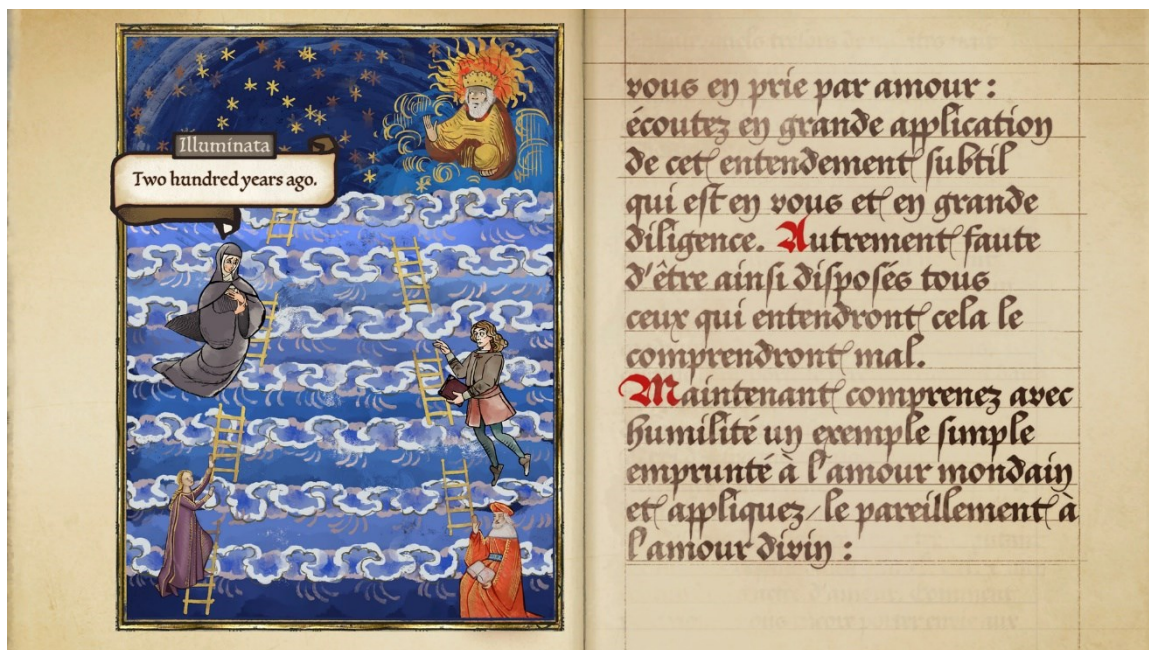 Illuminata
Two hundred years ago.
vous en prie par amour :
écoutez en grande application
de cet entendement subtil
qui est en vous et en grande
diligence. Autrement faute
d'être ainsi disposés tous
ceux qui entendront cela le
comprendront mal.
Maintenant comprenez avec
humilité un exemple simple
emprunté à l'amour mondain
et appliquez-le pareillement à
l'amour divin :